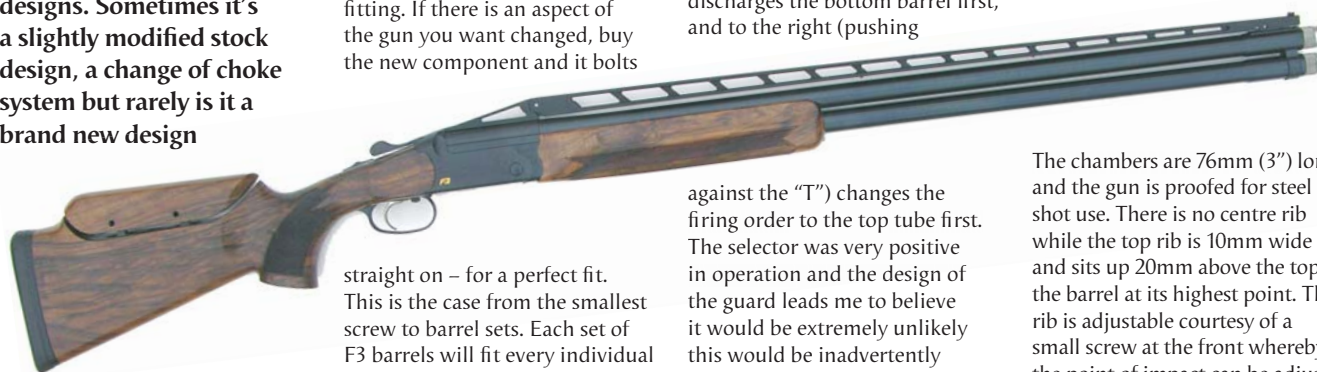 designs. Sometimes it's
a slightly modified stock
design, a change of choke
system but rarely is it a
brand new design
fitting. If there is an aspect of
the gun you want changed, buy
the new component and it bolts
straight on – for a perfect fit.
This is the case from the smallest
screw to barrel sets. Each set of
F3 barrels will fit every individual
discharges the bottom barrel first,
and to the right (pushing
against the “T”) changes the
firing order to the top tube first.
The selector was very positive
in operation and the design of
the guard leads me to believe
it would be extremely unlikely
this would be inadvertently
The chambers are 76mm (3”)
and the gun is proofed for steel
shot use. There is no centre rib
while the top rib is 10mm wide
and sits up 20mm above the top
the barrel at its highest point.
rib is adjustable courtesy of a
small screw at the front whereby
the point of impact can be
F3